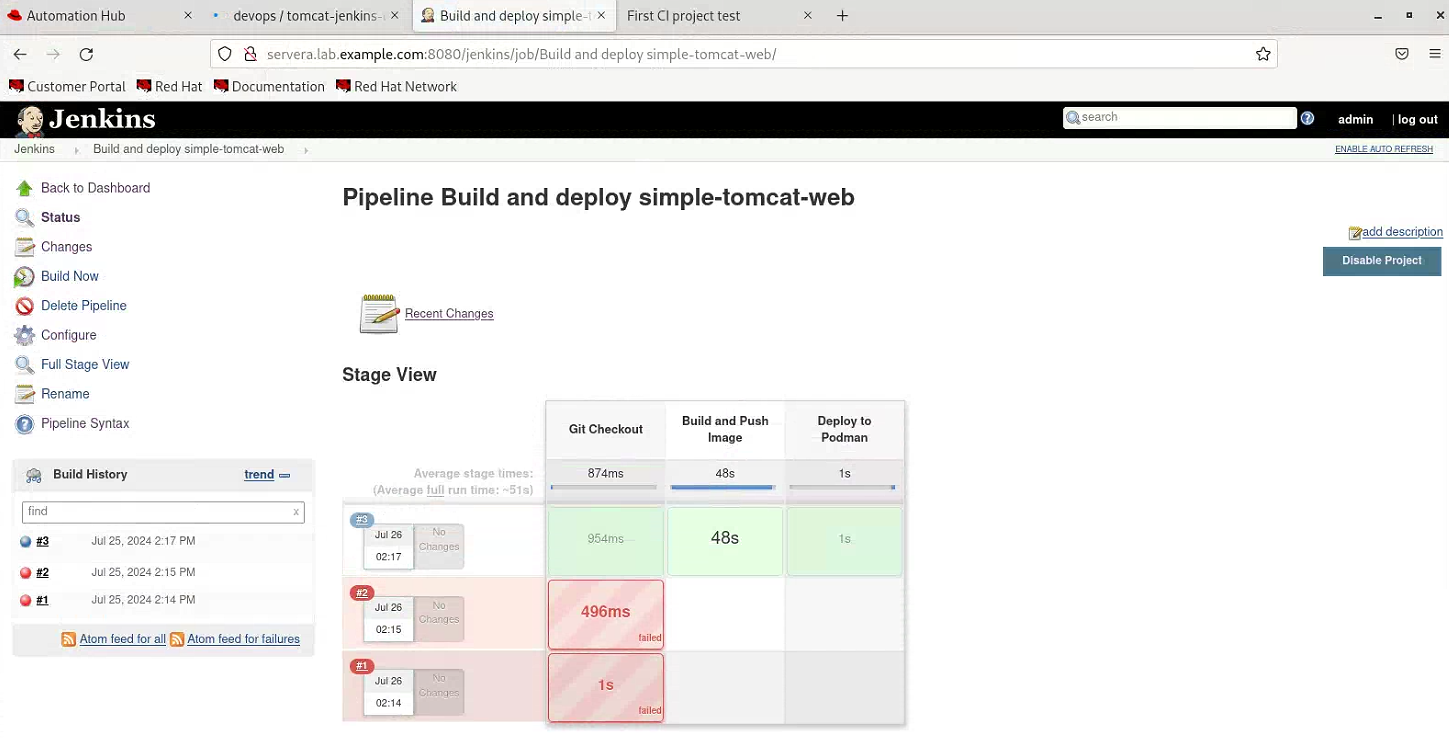 Automation Hub × devops / tomcat-jenkins- × Build and deploy simple-t × First CI project test × +
servera.lab.example.com:8080/jenkins/job/Build and deploy simple-tomcat-web/
Customer Portal Red Hat Documentation Red Hat Network
Jenkins search ? admin | log out
Jenkins Build and deploy simple-tomcat-web ENABLE AUTO REFRESH
Back to Dashboard
Status
Changes
Build Now
Delete Pipeline
Configure
Full Stage View
Rename
Pipeline Syntax
Build History trend
find x
#3 Jul 25, 2024 2:17 PM
#2 Jul 25, 2024 2:15 PM
#1 Jul 25, 2024 2:14 PM
Atom feed for all Atom feed for failures
Pipeline Build and deploy simple-tomcat-web
add description
Disable Project
Recent Changes
Stage View
Git Checkout
Build and Push
Image
Deploy to
Podman
Average stage times:
(Average full run time: ~51s)
874ms 48s 1s
#3
Jul 26
02:17
No
Changes
954ms 48s 1s
#2
Jul 26
02:15
No
Changes
496ms
failed
#1
Jul 26
02:14
No
Changes
1s
failed